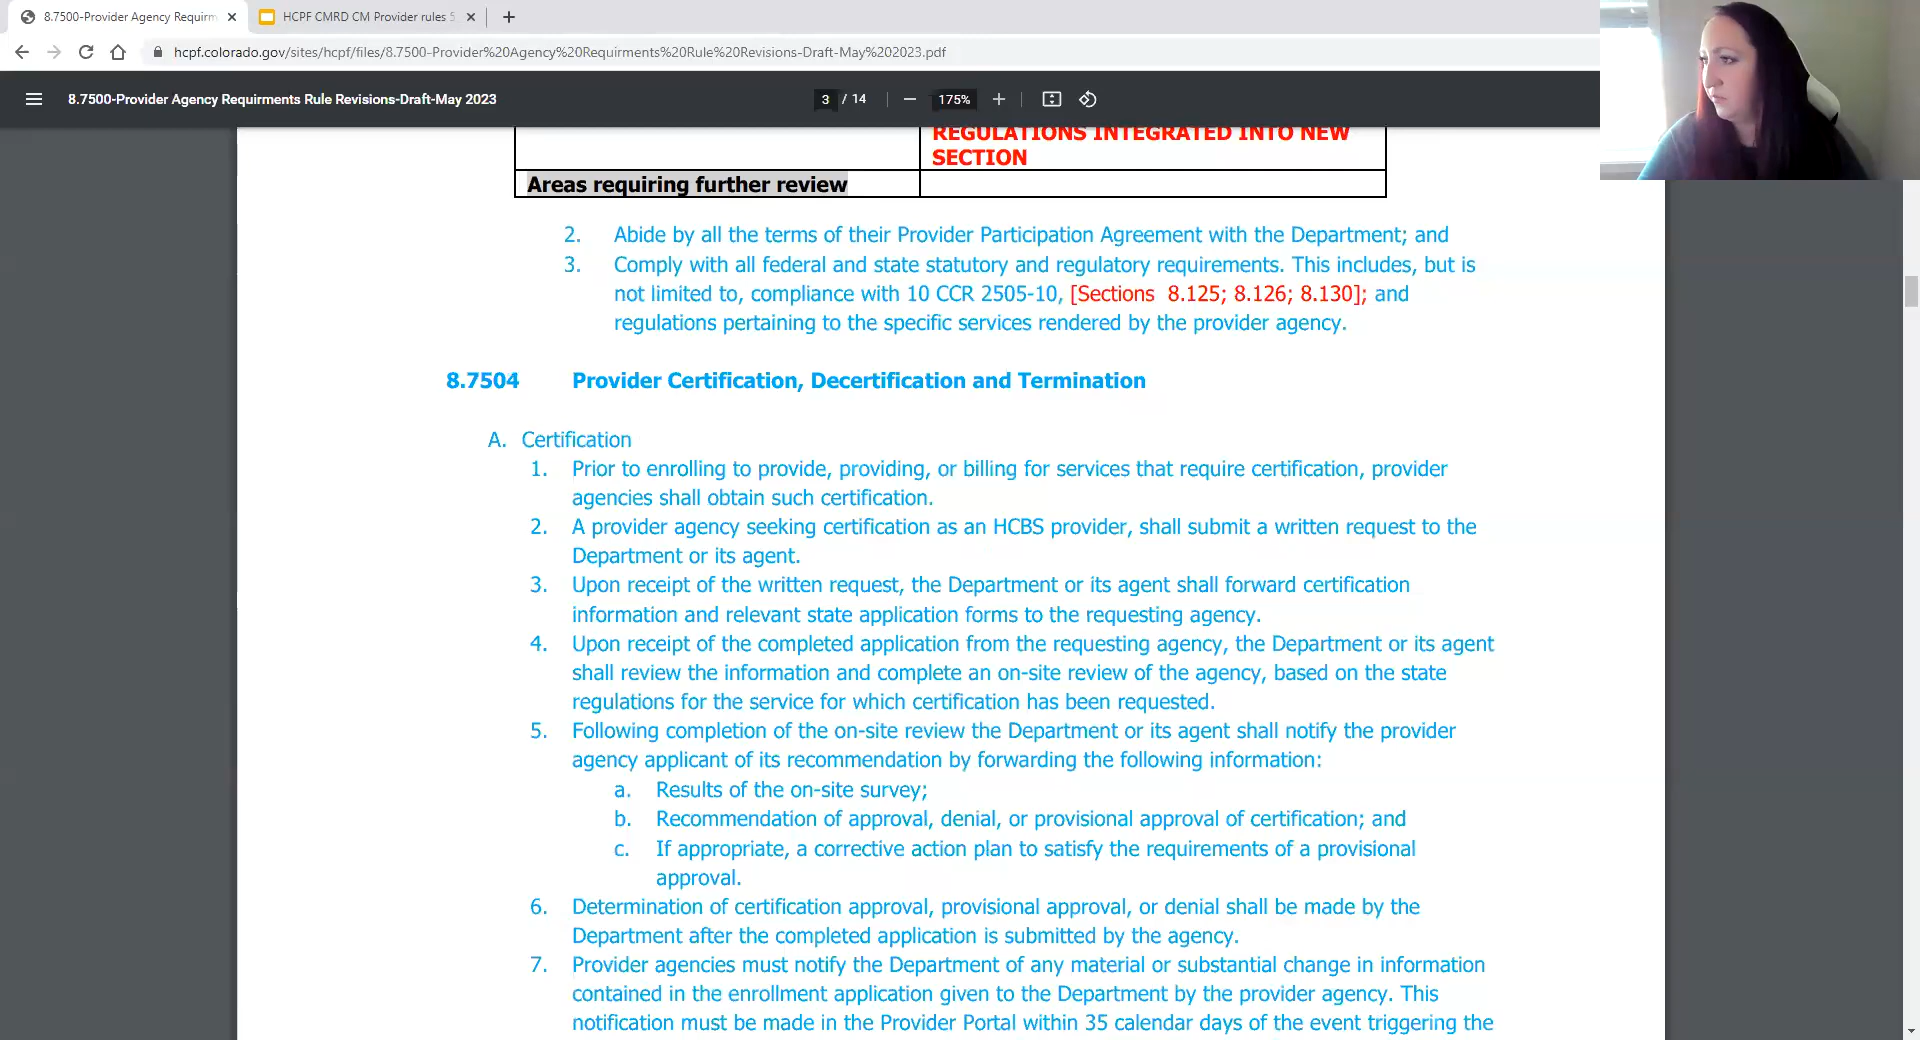 8.7500-Provider Agency Requirm
HCPF CMRD CM Provider rules 5
hcpf.colorado.gov/sites/hcpf/files/8.7500-Provider%20Agency%20Requirments%20Rule%20Revisions-Draft-May%202023.pdf
8.7500-Provider Agency Requirments Rule Revisions-Draft-May 2023
3 / 14
175%
REGULATIONS INTEGRATED INTO NEW
SECTION
Areas requiring further review
2. Abide by all the terms of their Provider Participation Agreement with the Department; and
3. Comply with all federal and state statutory and regulatory requirements. This includes, but is
not limited to, compliance with 10 CCR 2505-10, [Sections 8.125; 8.126; 8.130]; and
regulations pertaining to the specific services rendered by the provider agency.
8.7504 Provider Certification, Decertification and Termination
A. Certification
1. Prior to enrolling to provide, providing, or billing for services that require certification, provider
agencies shall obtain such certification.
2. A provider agency seeking certification as an HCBS provider, shall submit a written request to the
Department or its agent.
3. Upon receipt of the written request, the Department or its agent shall forward certification
information and relevant state application forms to the requesting agency.
4. Upon receipt of the completed application from the requesting agency, the Department or its agent
shall review the information and complete an on-site review of the agency, based on the state
regulations for the service for which certification has been requested.
5. Following completion of the on-site review the Department or its agent shall notify the provider
agency applicant of its recommendation by forwarding the following information:
a. Results of the on-site survey;
b. Recommendation of approval, denial, or provisional approval of certification; and
c. If appropriate, a corrective action plan to satisfy the requirements of a provisional
approval.
6. Determination of certification approval, provisional approval, or denial shall be made by the
Department after the completed application is submitted by the agency.
7. Provider agencies must notify the Department of any material or substantial change in information
contained in the enrollment application given to the Department by the provider agency. This
notification must be made in the Provider Portal within 35 calendar days of the event triggering the